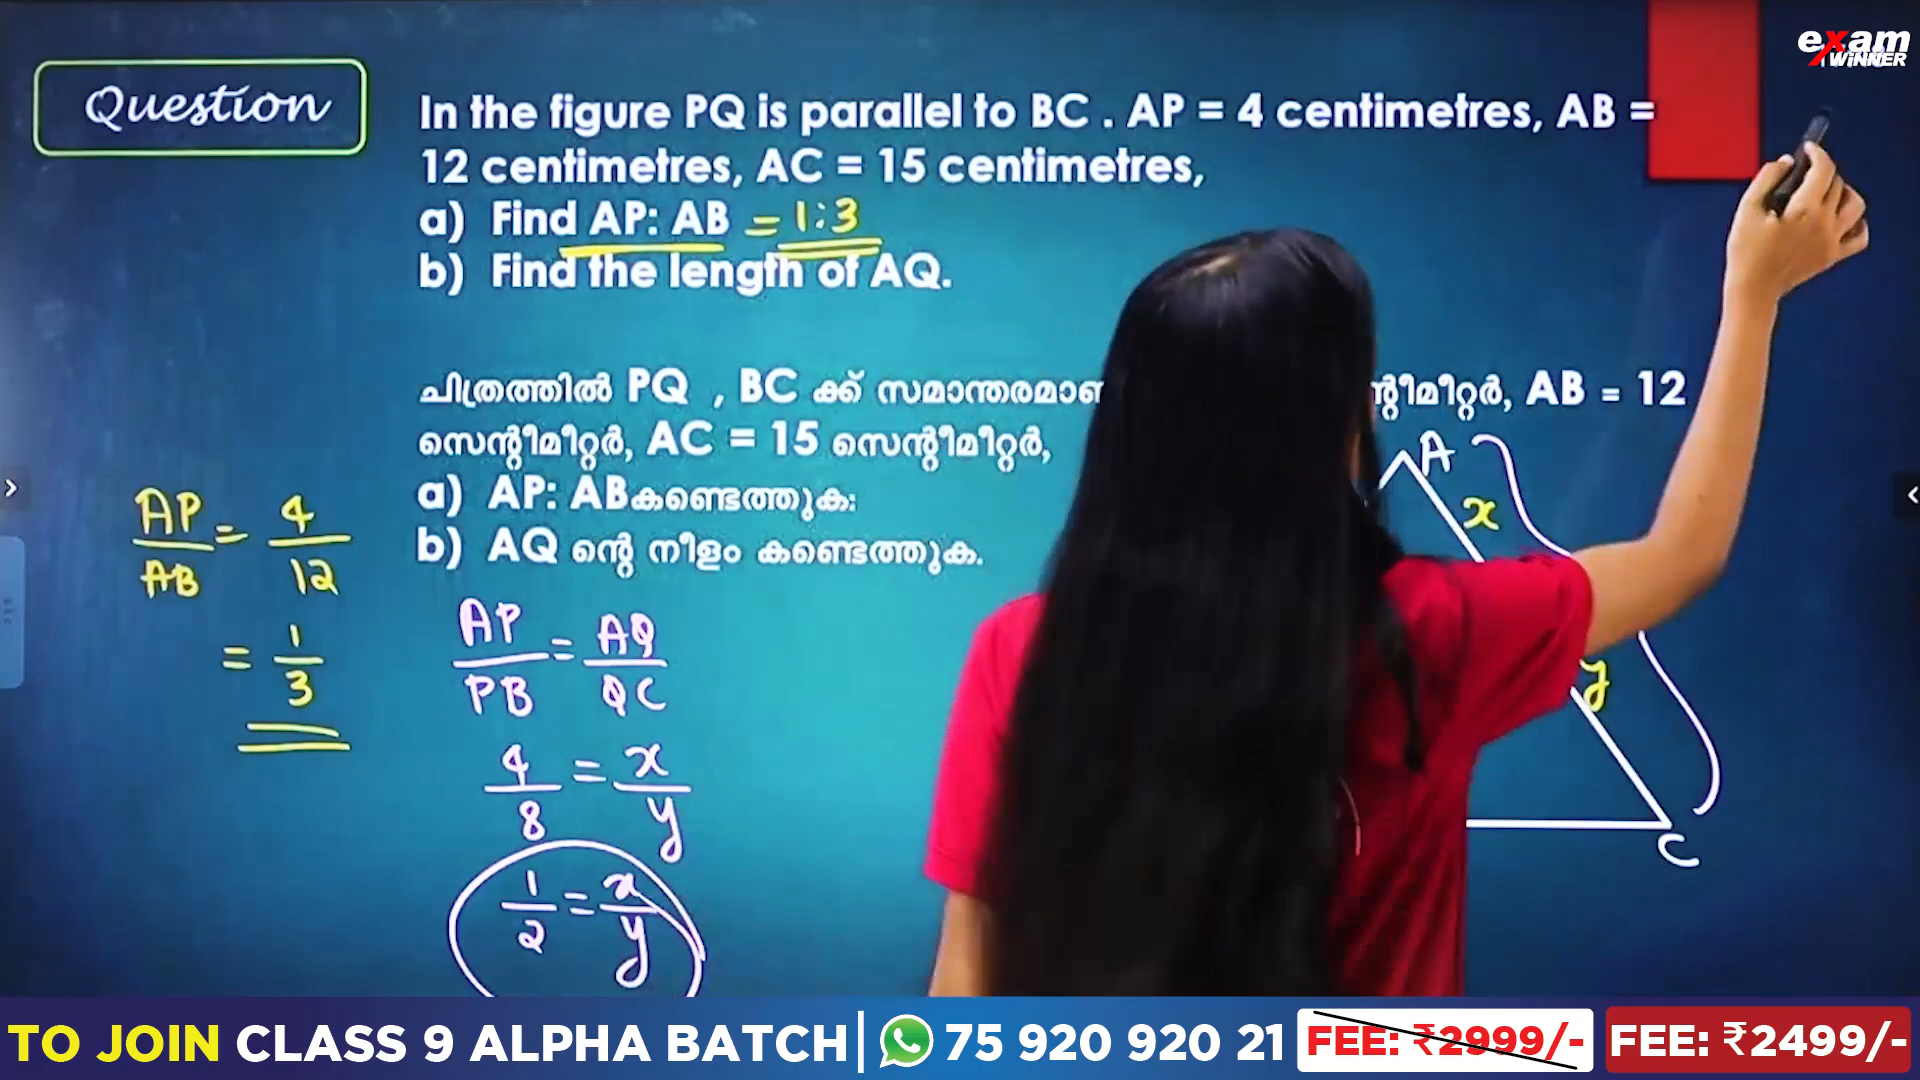 exam
WINNER
Question
In the figure PQ is parallel to BC . AP = 4 centimetres, AB =
12 centimetres, AC = 15 centimetres,
a) Find AP: AB = 1:3
b) Find the length of AQ.
ചിത്രത്തിൽ PQ , BC ക്ക് സമാന്തരമാണ് AB = 12
സെന്റീമീറ്റർ, AC = 15 സെന്റീമീറ്റർ,
a) AP: ABകണ്ടെത്തുക:
b) AQ ന്റെ നീളം കണ്ടെത്തുക.
AP/AB = 4/12
= 1/3
AP/PB = AQ/QC
4/8 = x/y
1/2 = x/y
A
x
y
C
TO JOIN CLASS 9 ALPHA BATCH | 75 920 920 21 FEE: ₹2999/- FEE: ₹2499/-